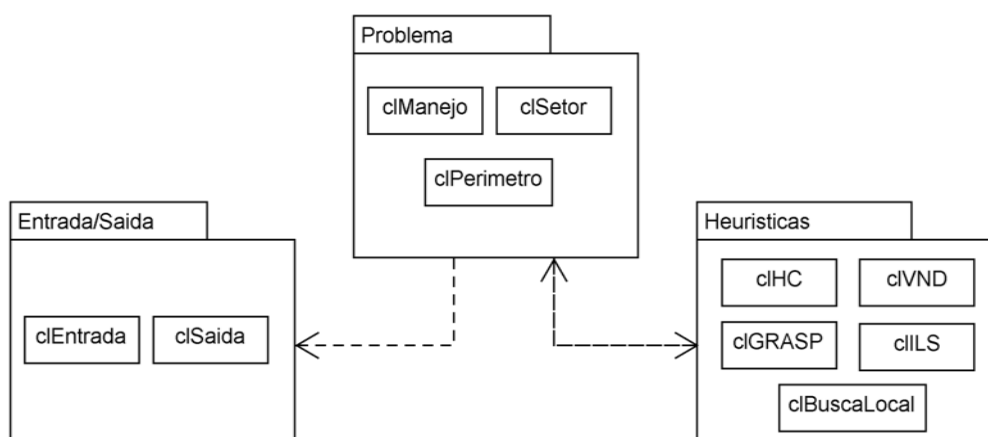 Problema
clManejo
clSetor
clPerimetro
Entrada/Saida
clEntrada
clSaida
Heuristicas
clHC
clVND
clGRASP
clILS
clBuscaLocal